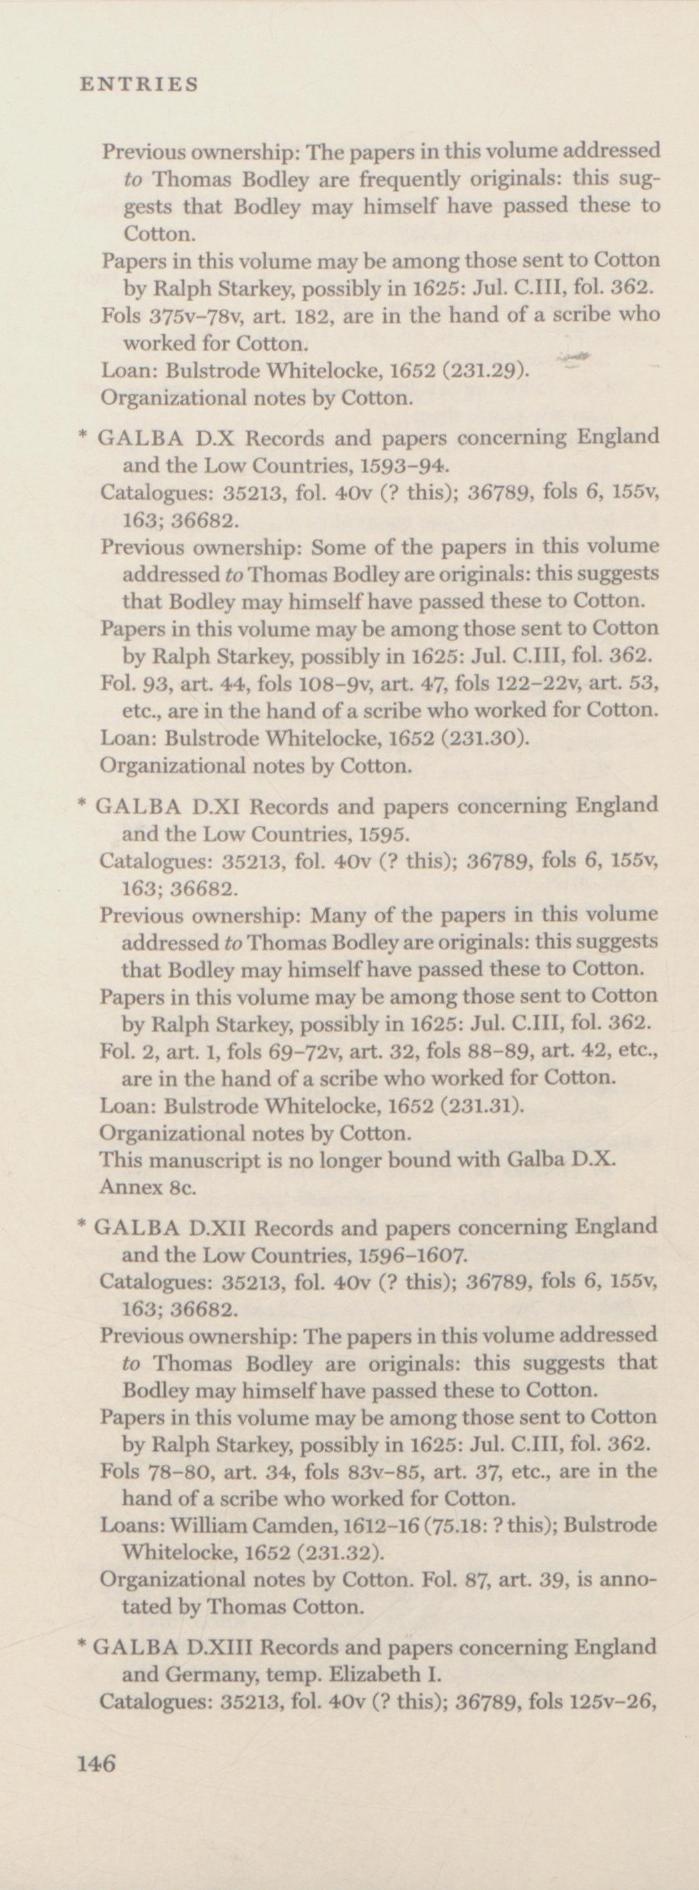 ENTRIES
Previous ownership: The papers in this volume addressed
to Thomas Bodley are frequently originals: this sug-
gests that Bodley may himself have passed these to
Cotton.
Papers in this volume may be among those sent to Cotton
by Ralph Starkey, possibly in 1625: Jul. C.III, fol. 362.
Fols 375v–78v, art. 182, are in the hand of a scribe who
worked for Cotton.
Loan: Bulstrode Whitelocke, 1652 (231.29).
Organizational notes by Cotton.
* GALBA D.X Records and papers concerning England
and the Low Countries, 1593–94.
Catalogues: 35213, fol. 40v (? this); 36789, fols 6, 155v,
163; 36682.
Previous ownership: Some of the papers in this volume
addressed to Thomas Bodley are originals: this suggests
that Bodley may himself have passed these to Cotton.
Papers in this volume may be among those sent to Cotton
by Ralph Starkey, possibly in 1625: Jul. C.III, fol. 362.
Fol. 93, art. 44, fols 108–9v, art. 47, fols 122–22v, art. 53,
etc., are in the hand of a scribe who worked for Cotton.
Loan: Bulstrode Whitelocke, 1652 (231.30).
Organizational notes by Cotton.
* GALBA D.XI Records and papers concerning England
and the Low Countries, 1595.
Catalogues: 35213, fol. 40v (? this); 36789, fols 6, 155v,
163; 36682.
Previous ownership: Many of the papers in this volume
addressed to Thomas Bodley are originals: this suggests
that Bodley may himself have passed these to Cotton.
Papers in this volume may be among those sent to Cotton
by Ralph Starkey, possibly in 1625: Jul. C.III, fol. 362.
Fol. 2, art. 1, fols 69–72v, art. 32, fols 88–89, art. 42, etc.,
are in the hand of a scribe who worked for Cotton.
Loan: Bulstrode Whitelocke, 1652 (231.31).
Organizational notes by Cotton.
This manuscript is no longer bound with Galba D.X.
Annex 8c.
* GALBA D.XII Records and papers concerning England
and the Low Countries, 1596–1607.
Catalogues: 35213, fol. 40v (? this); 36789, fols 6, 155v,
163; 36682.
Previous ownership: The papers in this volume addressed
to Thomas Bodley are originals: this suggests that
Bodley may himself have passed these to Cotton.
Papers in this volume may be among those sent to Cotton
by Ralph Starkey, possibly in 1625: Jul. C.III, fol. 362.
Fols 78–80, art. 34, fols 83v–85, art. 37, etc., are in the
hand of a scribe who worked for Cotton.
Loans: William Camden, 1612–16 (75.18: ? this); Bulstrode
Whitelocke, 1652 (231.32).
Organizational notes by Cotton. Fol. 87, art. 39, is anno-
tated by Thomas Cotton.
* GALBA D.XIII Records and papers concerning England
and Germany, temp. Elizabeth I.
Catalogues: 35213, fol. 40v (? this); 36789, fols 125v–26,
146